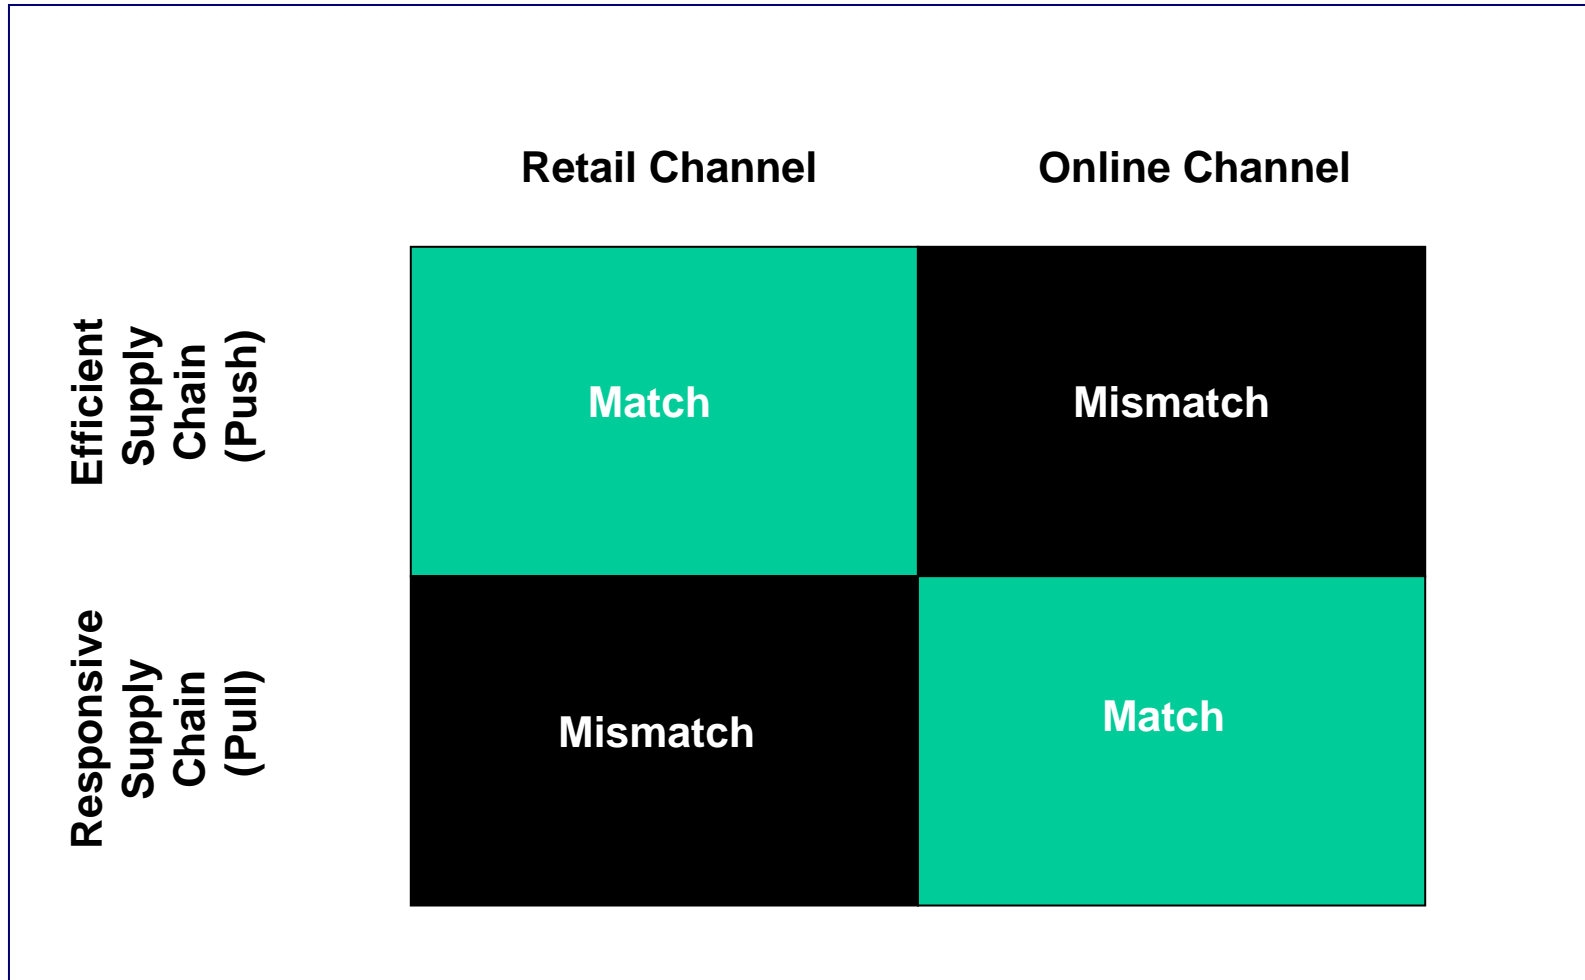 Retail Channel
Online Channel
Efficient
Supply
Chain
(Push)
Match
Mismatch
Responsive
Supply
Chain
(Pull)
Mismatch
Match